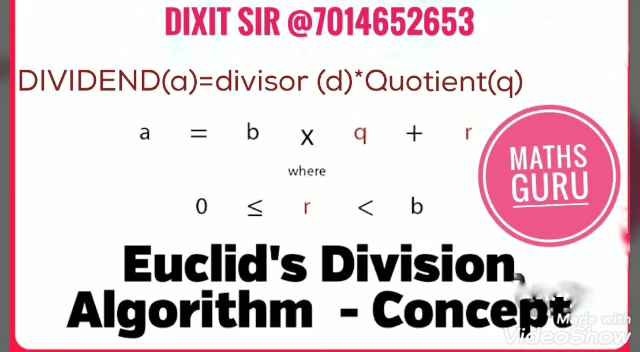 DIXIT SIR @7014652653
DIVIDEND(a)=divisor (d)*Quotient(q)
a = b x q + r
where
0 ≤ r < b
MATHS
GURU
Euclid's Division
Algorithm - Concept
Made with
VideoShow